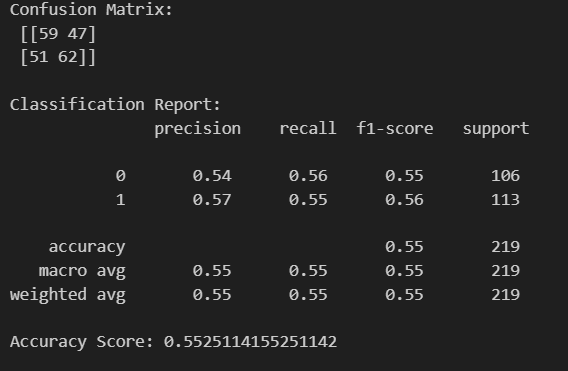 Confusion Matrix:
[[59 47]
[51 62]]
Classification Report:
precision recall f1-score support
0 0.54 0.56 0.55 106
1 0.57 0.55 0.56 113
accuracy 0.55 219
macro avg 0.55 0.55 0.55 219
weighted avg 0.55 0.55 0.55 219
Accuracy Score: 0.5525114155251142